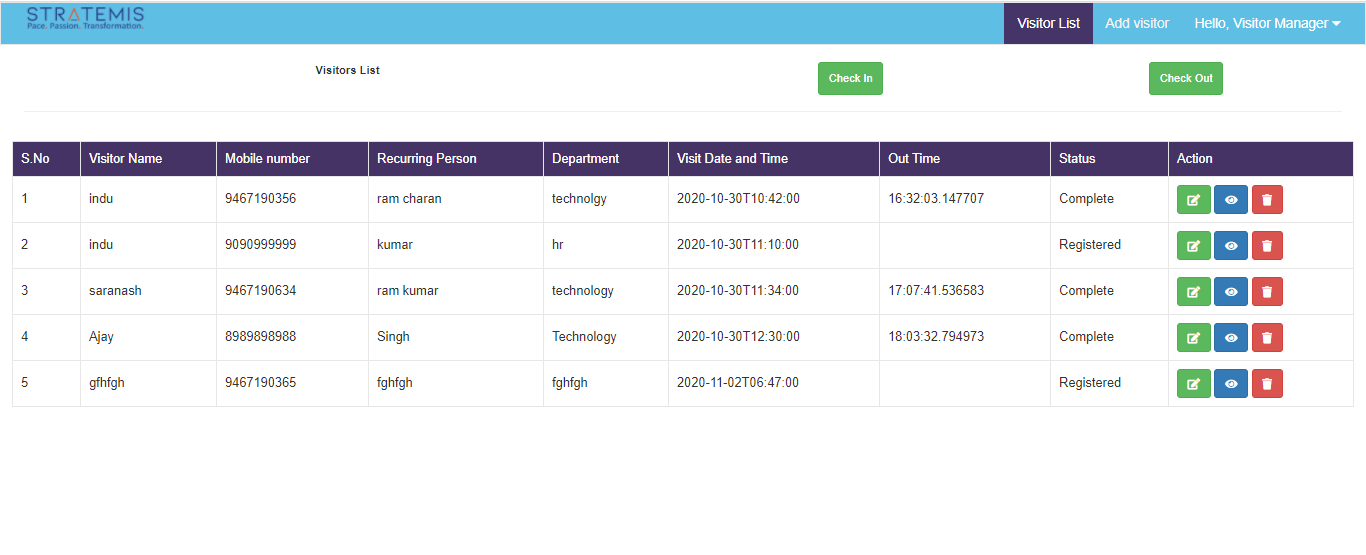 STRATEMIS
Pace. Passion. Transformation.
Visitor List Add visitor Hello, Visitor Manager
Visitors List Check In Check Out
S.No Visitor Name Mobile number Recurring Person Department Visit Date and Time Out Time Status Action
1 indu 9467190356 ram charan technolgy 2020-10-30T10:42:00 16:32:03.147707 Complete
2 indu 9090999999 kumar hr 2020-10-30T11:10:00 Registered
3 saranash 9467190634 ram kumar technology 2020-10-30T11:34:00 17:07:41.536583 Complete
4 Ajay 8989898988 Singh Technology 2020-10-30T12:30:00 18:03:32.794973 Complete
5 gfhfgh 9467190365 fghfgh fghfgh 2020-11-02T06:47:00 Registered